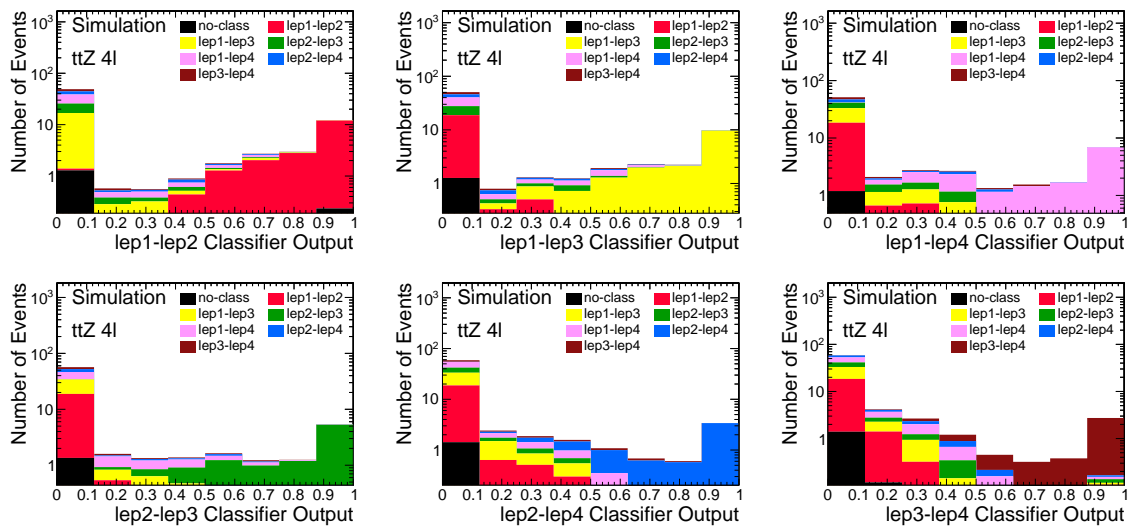 Number of Events
10³
10²
10
1
Simulation
ttZ 4l
no-class lep1-lep2
lep1-lep3 lep2-lep3
lep1-lep4 lep2-lep4
lep3-lep4
0 0.1 0.2 0.3 0.4 0.5 0.6 0.7 0.8 0.9 1
lep1-lep2 Classifier Output
Number of Events
10³
10²
10
1
Simulation
ttZ 4l
no-class lep1-lep2
lep1-lep3 lep2-lep3
lep1-lep4 lep2-lep4
lep3-lep4
0 0.1 0.2 0.3 0.4 0.5 0.6 0.7 0.8 0.9 1
lep1-lep3 Classifier Output
Number of Events
10³
10²
10
1
Simulation
ttZ 4l
no-class lep1-lep2
lep1-lep3 lep2-lep3
lep1-lep4 lep2-lep4
lep3-lep4
0 0.1 0.2 0.3 0.4 0.5 0.6 0.7 0.8 0.9 1
lep1-lep4 Classifier Output
Number of Events
10³
10²
10
1
Simulation
ttZ 4l
no-class lep1-lep2
lep1-lep3 lep2-lep3
lep1-lep4 lep2-lep4
lep3-lep4
0 0.1 0.2 0.3 0.4 0.5 0.6 0.7 0.8 0.9 1
lep2-lep3 Classifier Output
Number of Events
10³
10²
10
1
Simulation
ttZ 4l
no-class lep1-lep2
lep1-lep3 lep2-lep3
lep1-lep4 lep2-lep4
lep3-lep4
0 0.1 0.2 0.3 0.4 0.5 0.6 0.7 0.8 0.9 1
lep2-lep4 Classifier Output
Number of Events
10³
10²
10
1
Simulation
ttZ 4l
no-class lep1-lep2
lep1-lep3 lep2-lep3
lep1-lep4 lep2-lep4
lep3-lep4
0 0.1 0.2 0.3 0.4 0.5 0.6 0.7 0.8 0.9 1
lep3-lep4 Classifier Output